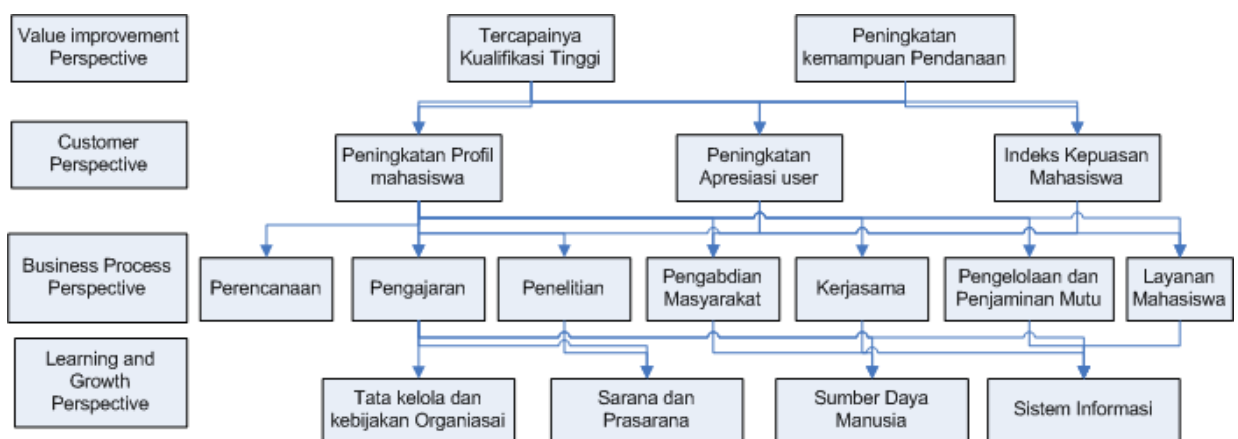 Value improvement
Perspective
Tercapainya
Kualifikasi Tinggi
Peningkatan
kemampuan Pendanaan
Customer
Perspective
Peningkatan Profil
mahasiswa
Peningkatan
Apresiasi user
Indeks Kepuasan
Mahasiswa
Business Process
Perspective
Perencanaan
Pengajaran
Penelitian
Pengabdian
Masyarakat
Kerjasama
Pengelolaan dan
Penjaminan Mutu
Layanan
Mahasiswa
Learning and
Growth
Perspective
Tata kelola dan
kebijakan Organiasai
Sarana dan
Prasarana
Sumber Daya
Manusia
Sistem Informasi